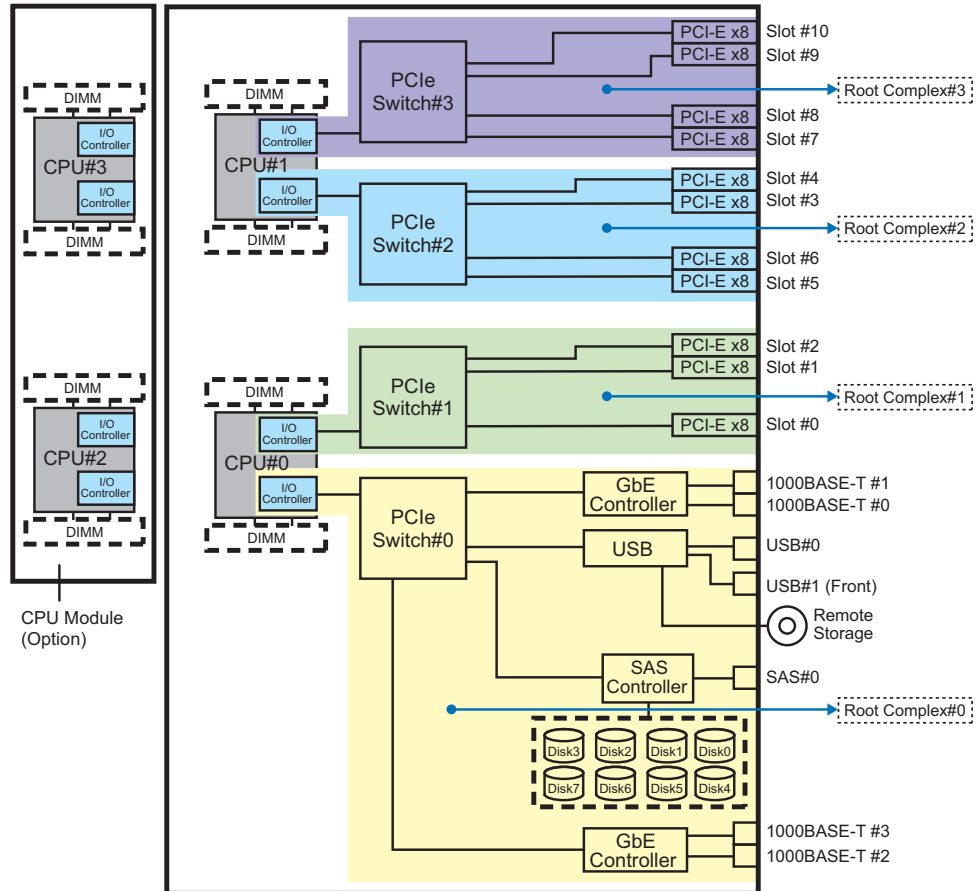 DIMM
I/O
Controller
CPU#3
I/O
Controller
DIMM
DIMM
I/O
Controller
CPU#2
I/O
Controller
DIMM
CPU Module
(Option)
DIMM
I/O
Controller
CPU#1
I/O
Controller
DIMM
PCIe
Switch#3
PCI-E x8
Slot #10
PCI-E x8
Slot #9
Root Complex#3
PCI-E x8
Slot #8
PCI-E x8
Slot #7
PCIe
Switch#2
PCI-E x8
Slot #4
PCI-E x8
Slot #3
Root Complex#2
PCI-E x8
Slot #6
PCI-E x8
Slot #5
DIMM
I/O
Controller
CPU#0
I/O
Controller
DIMM
PCIe
Switch#1
PCI-E x8
Slot #2
PCI-E x8
Slot #1
Root Complex#1
PCI-E x8
Slot #0
PCIe
Switch#0
GbE
Controller
1000BASE-T #1
1000BASE-T #0
USB
USB#0
USB#1 (Front)
Remote
Storage
SAS
Controller
SAS#0
Root Complex#0
Disk3
Disk2
Disk1
Disk0
Disk7
Disk6
Disk5
Disk4
GbE
Controller
1000BASE-T #3
1000BASE-T #2